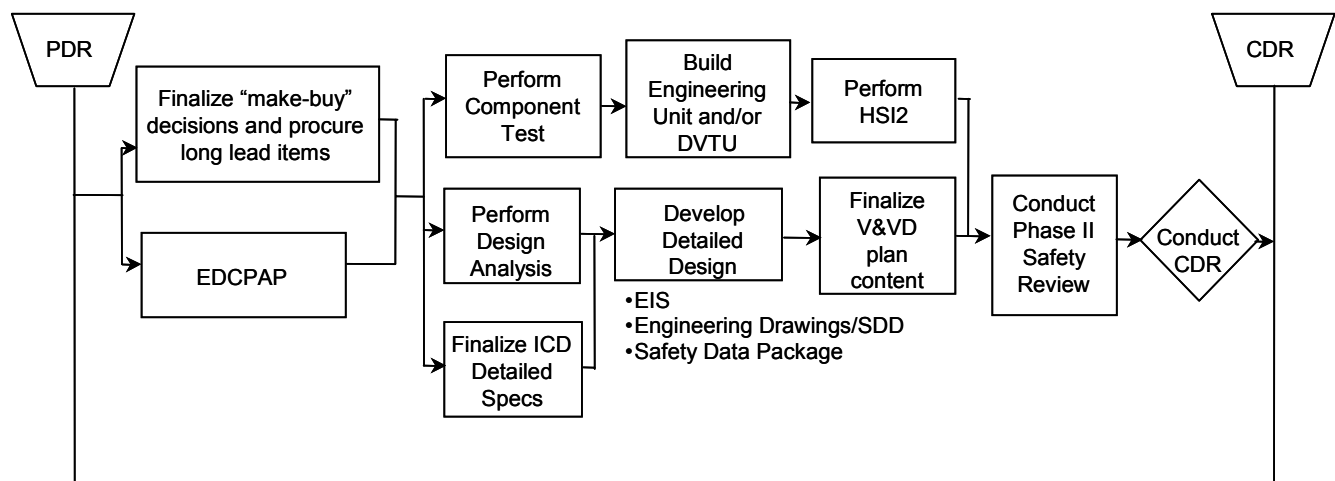 PDR
CDR
Finalize “make-buy”
decisions and procure
long lead items
EDCPAP
Perform
Component
Test
Build
Engineering
Unit and/or
DVTU
Perform
HSI2
Perform
Design
Analysis
Develop
Detailed
Design
Finalize
V&VD
plan
content
Conduct
Phase II
Safety
Review
Conduct
CDR
•EIS
•Engineering Drawings/SDD
•Safety Data Package
Finalize ICD
Detailed
Specs